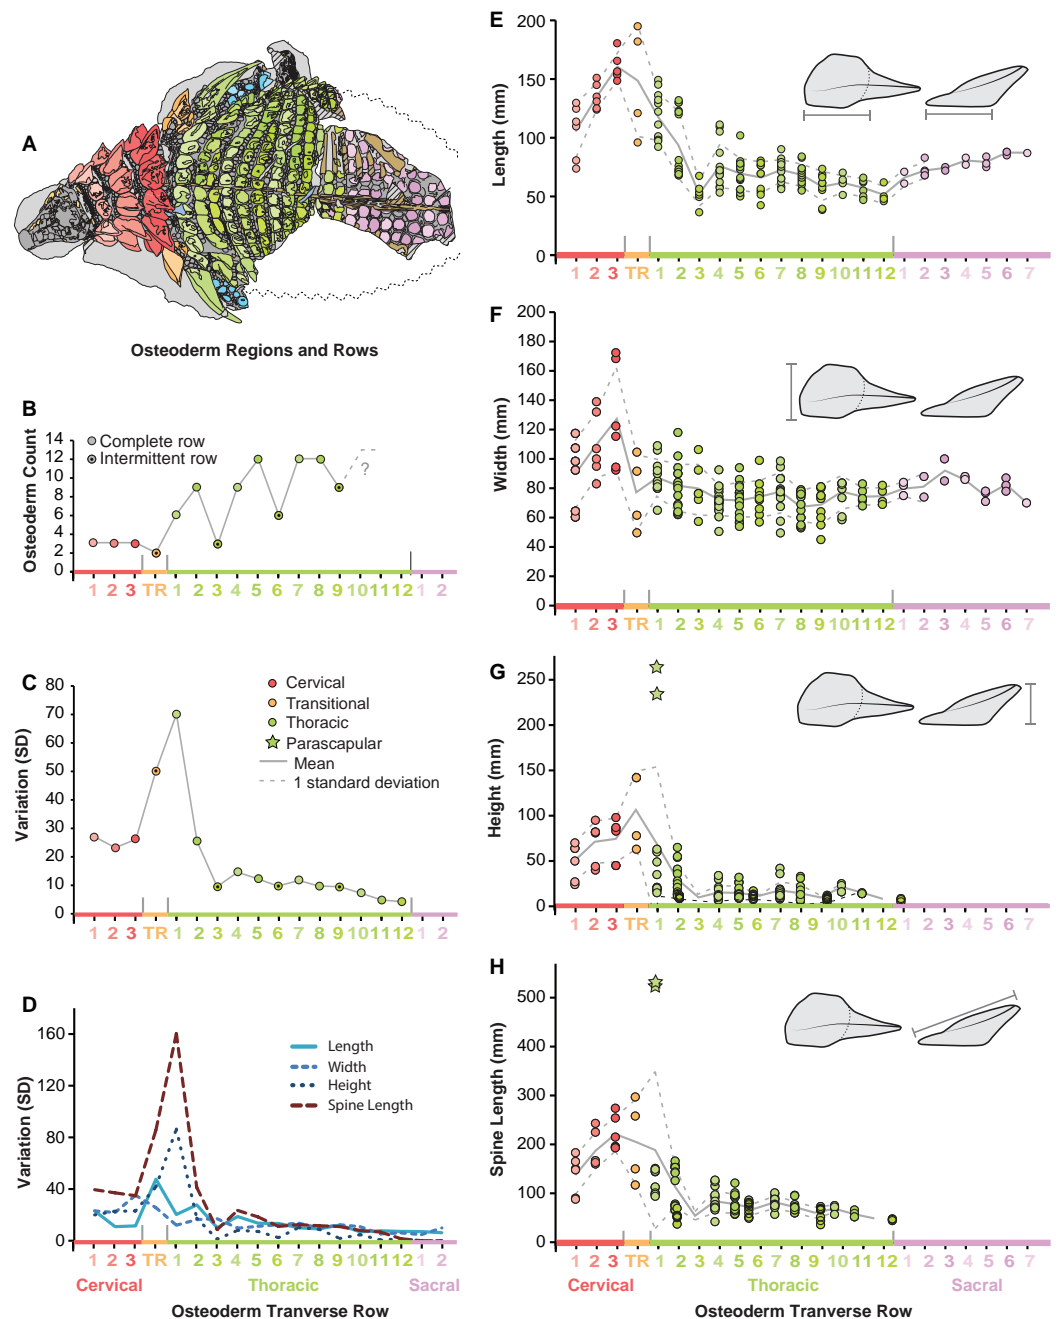 A
Osteoderm Regions and Rows
B
Osteoderm Count
14
12
10
8
6
4
2
0
Complete row
Intermittent row
?
1 2 3 TR 1 2 3 4 5 6 7 8 9 10 11 12 1 2
C
Variation (SD)
80
70
60
50
40
30
20
10
0
Cervical
Transitional
Thoracic
Parascapular
Mean
1 standard deviation
1 2 3 TR 1 2 3 4 5 6 7 8 9 10 11 12 1 2
D
Variation (SD)
160
120
80
40
0
Length
Width
Height
Spine Length
1 2 3 TR 1 2 3 4 5 6 7 8 9 10 11 12 1 2
Cervical Thoracic Sacral
Osteoderm Tranverse Row
E
Length (mm)
200
150
100
50
0
1 2 3 TR 1 2 3 4 5 6 7 8 9 10 11 12 1 2 3 4 5 6 7
F
Width (mm)
200
180
160
140
120
100
80
60
40
20
0
1 2 3 TR 1 2 3 4 5 6 7 8 9 10 11 12 1 2 3 4 5 6 7
G
Height (mm)
250
200
150
100
50
0
1 2 3 TR 1 2 3 4 5 6 7 8 9 10 11 12 1 2 3 4 5 6 7
H
Spine Length (mm)
500
400
300
200
100
0
1 2 3 TR 1 2 3 4 5 6 7 8 9 10 11 12 1 2 3 4 5 6 7
Cervical Thoracic Sacral
Osteoderm Tranverse Row